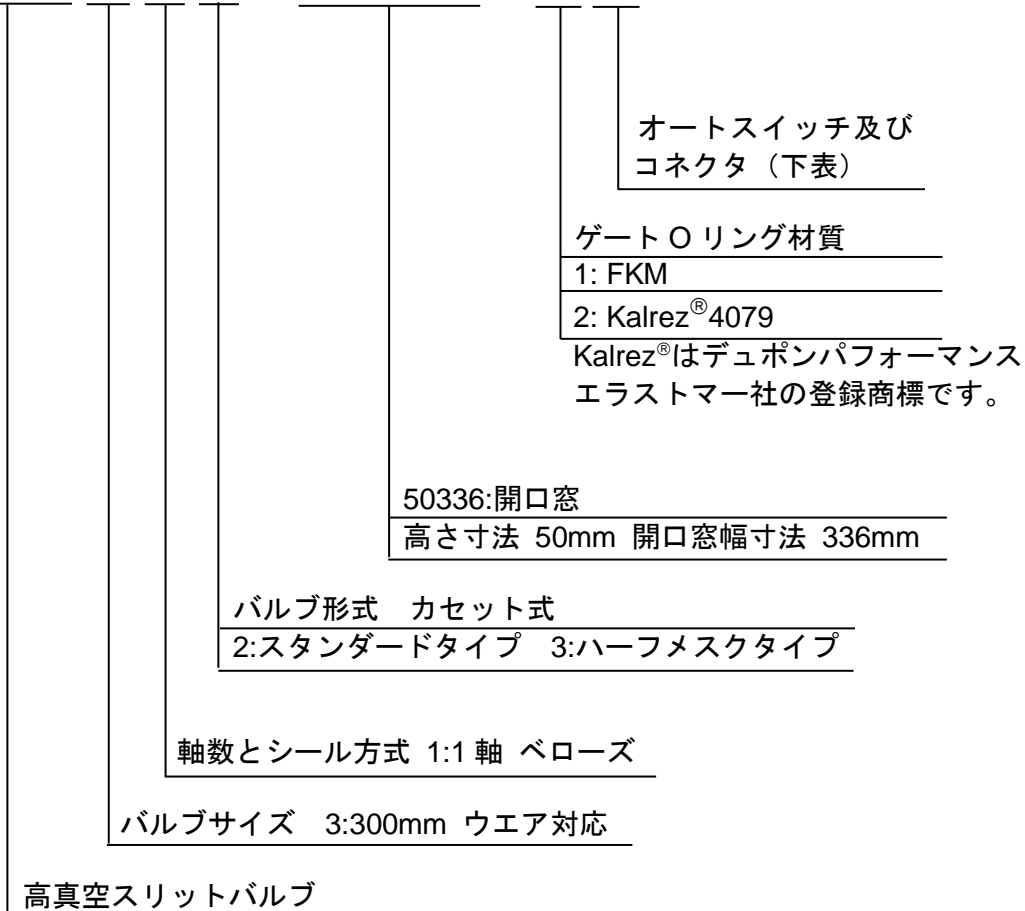 オートスイッチ及び
コネクタ（下表）
ゲート O リング材質
1: FKM
2: Kalrez®4079
Kalrez®はデュポンパフォーマンス
エラストマー社の登録商標です。
50336:開口窓
高さ寸法 50mm 開口窓幅寸法 336mm
バルブ形式　カセット式
2:スタンダードタイプ　3:ハーフメスクタイプ
軸数とシール方式 1:1 軸 ベローズ
バルブサイズ　3:300mm ウエア対応
高真空スリットバルブ